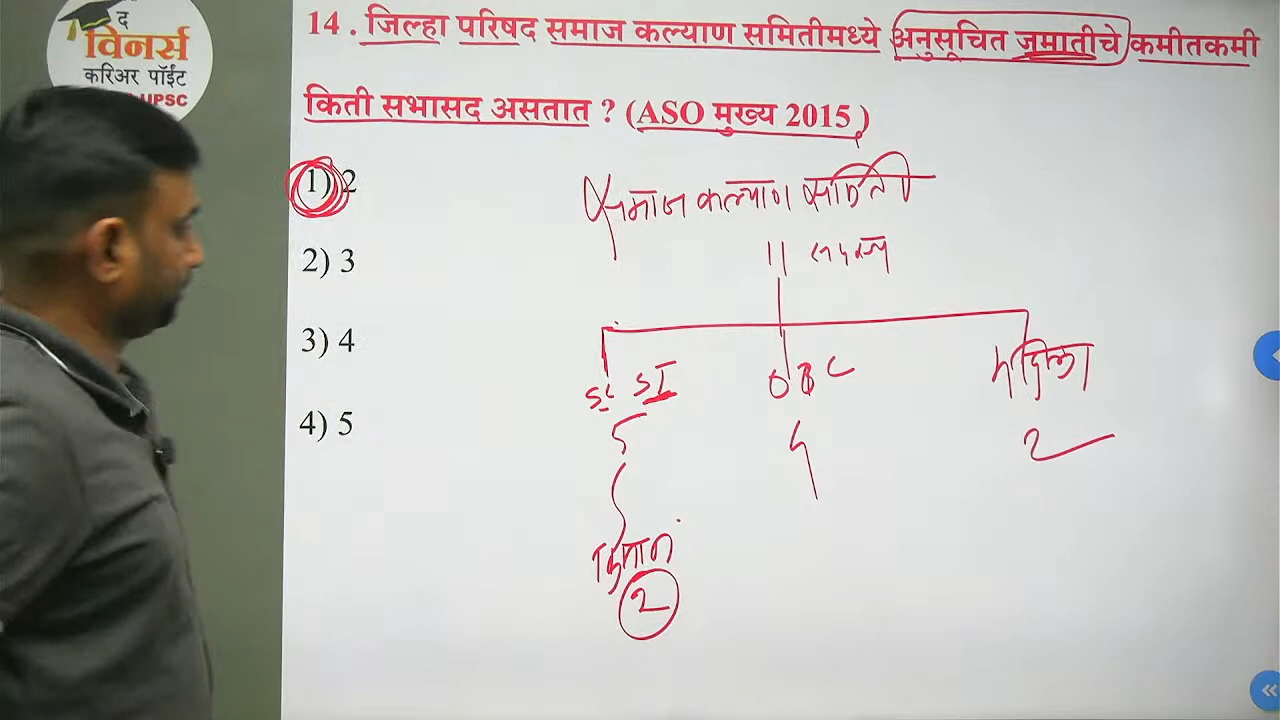 द
विनर्स
करिअर पॉईंट
UPSC
14 . जिल्हा परिषद समाज कल्याण समितीमध्ये अनुसूचित जमातीचे कमीतकमी
किती सभासद असतात ? (ASO मुख्य 2015 )
1) 2
2) 3
3) 4
4) 5
समाज कल्याण समिती
11 सदस्य
SC ST OBC महिला
5 4 2
किमान
2